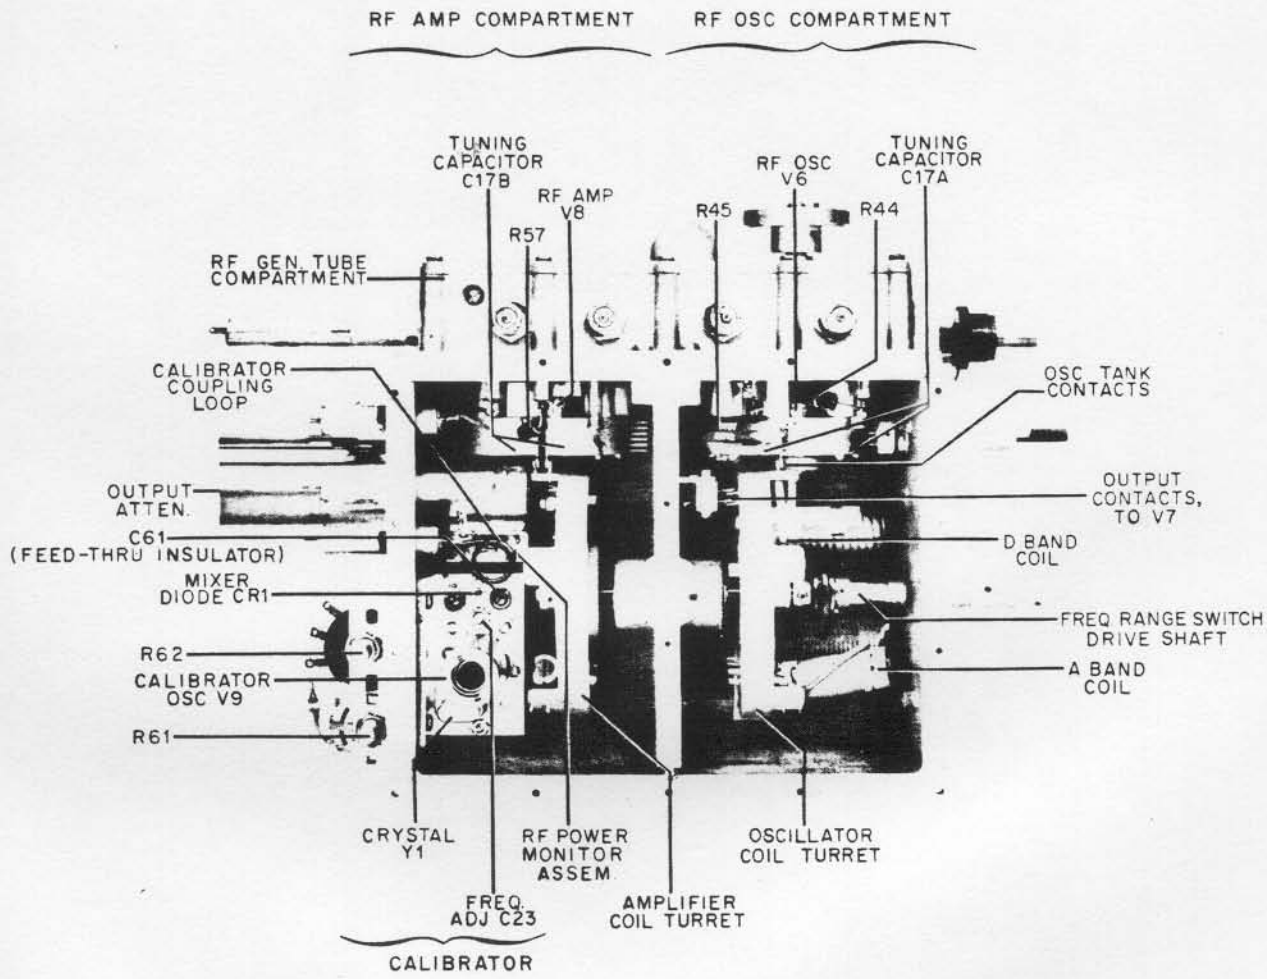 RF AMP COMPARTMENT
RF OSC COMPARTMENT
TUNING
CAPACITOR
C17B
RF AMP
V8
R57
R45
RF OSC
V6
R44
TUNING
CAPACITOR
C17A
RF GEN. TUBE
COMPARTMENT
CALIBRATOR
COUPLING
LOOP
OSC TANK
CONTACTS
OUTPUT
ATTEN.
OUTPUT
CONTACTS,
TO V7
C61
(FEED-THRU INSULATOR)
D BAND
COIL
MIXER
DIODE CR1
FREQ RANGE SWITCH
DRIVE SHAFT
R62
CALIBRATOR
OSC V9
A BAND
COIL
R61
CRYSTAL
Y1
RF POWER
MONITOR
ASSEM
OSCILLATOR
COIL TURRET
FREQ.
ADJ C23
AMPLIFIER
COIL TURRET
CALIBRATOR